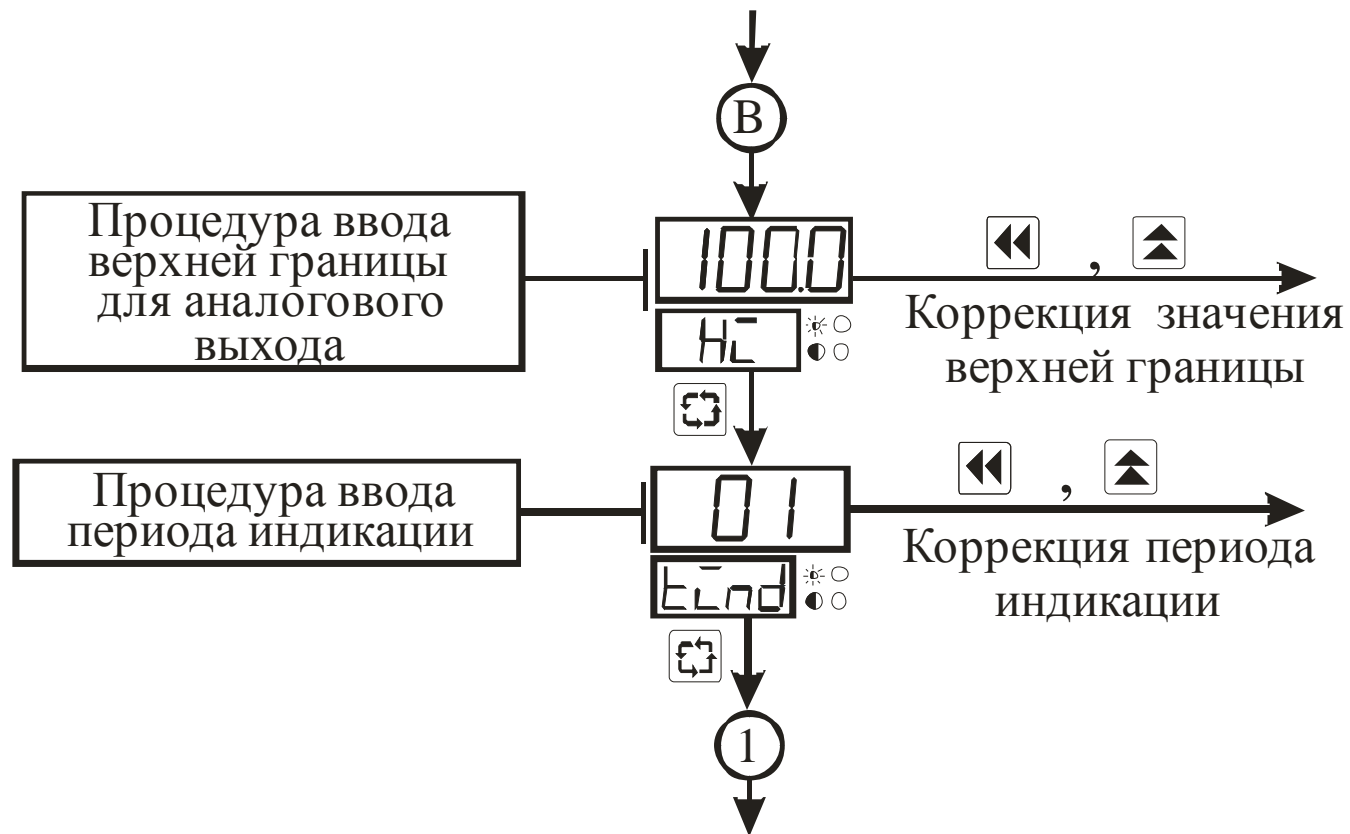 В
Процедура ввода
верхней границы
для аналогового
выхода
100.0
Hi
,
Коррекция значения
верхней границы
Процедура ввода
периода индикации
01
tind
,
Коррекция периода
индикации
1